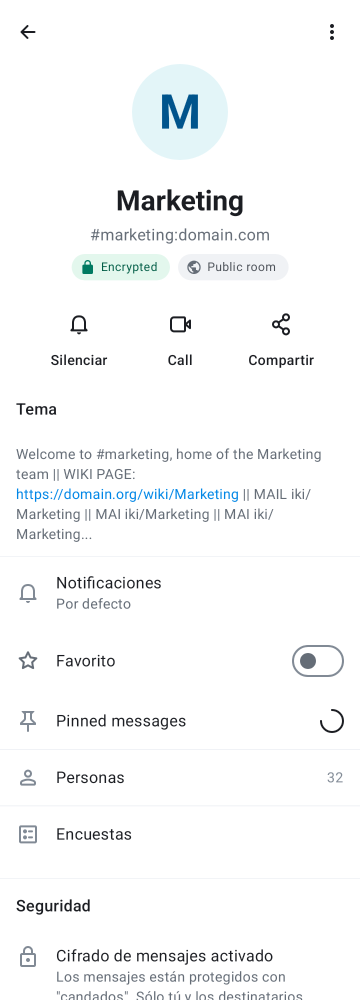 M
Marketing
#marketing:domain.com
Encrypted
Public room
Silenciar
Call
Compartir
Tema
Welcome to #marketing, home of the Marketing
team || WIKI PAGE:
https://domain.org/wiki/Marketing || MAIL iki/
Marketing || MAI iki/Marketing || MAI iki/
Marketing...
Notificaciones
Por defecto
Favorito
Pinned messages
Personas 32
Encuestas
Seguridad
Cifrado de mensajes activado
Los mensajes están protegidos con
"candados". Sólo tú y los destinatarios